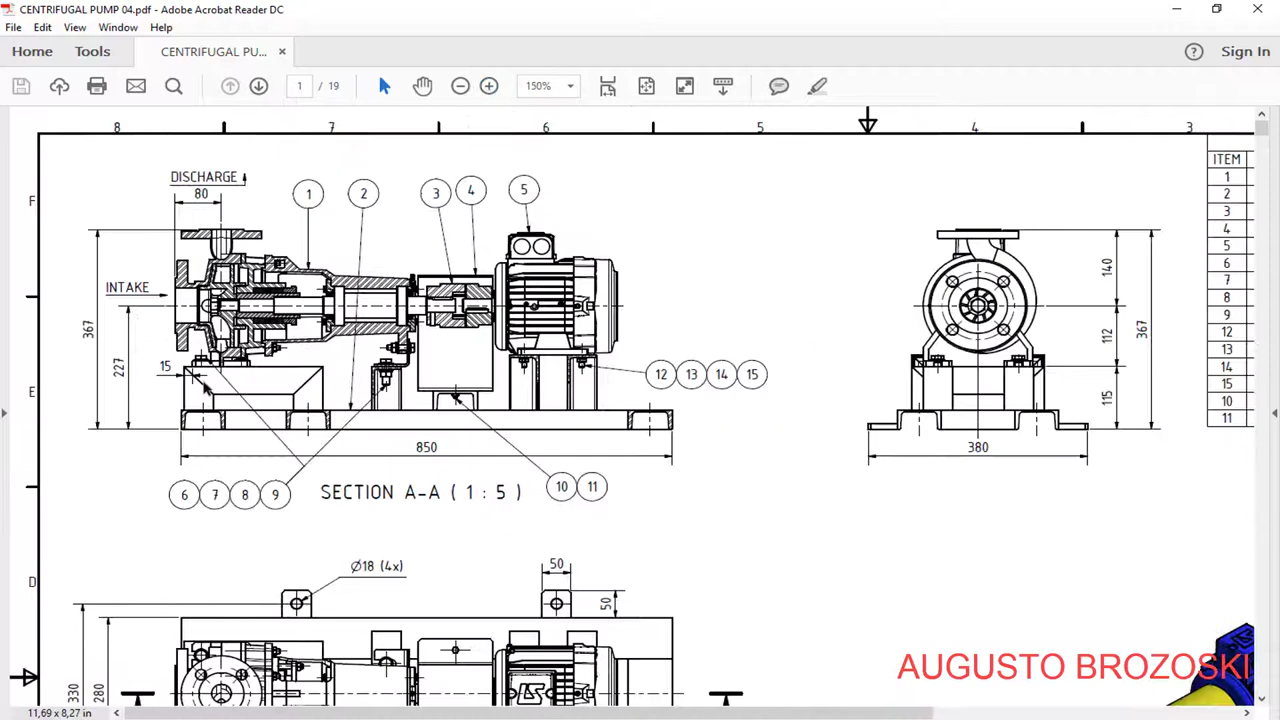 CENTRIFUGAL PUMP 04.pdf - Adobe Acrobat Reader DC
File Edit View Window Help
Home Tools CENTRIFUGAL PU... × Sign In
1 / 19 150%
8 7 6 5 4 3
F
E
D
DISCHARGE
80
1 2 3 4 5
INTAKE
367
227
15
850
12 13 14 15
6 7 8 9
10 11
SECTION A-A ( 1 : 5 )
140
112
115
367
380
ITEM
1
2
3
4
5
6
7
8
9
12
13
14
15
10
11
Ø18 (4x)
50
50
330
280
AUGUSTO BROZOSKI
11,69 x 8,27 in